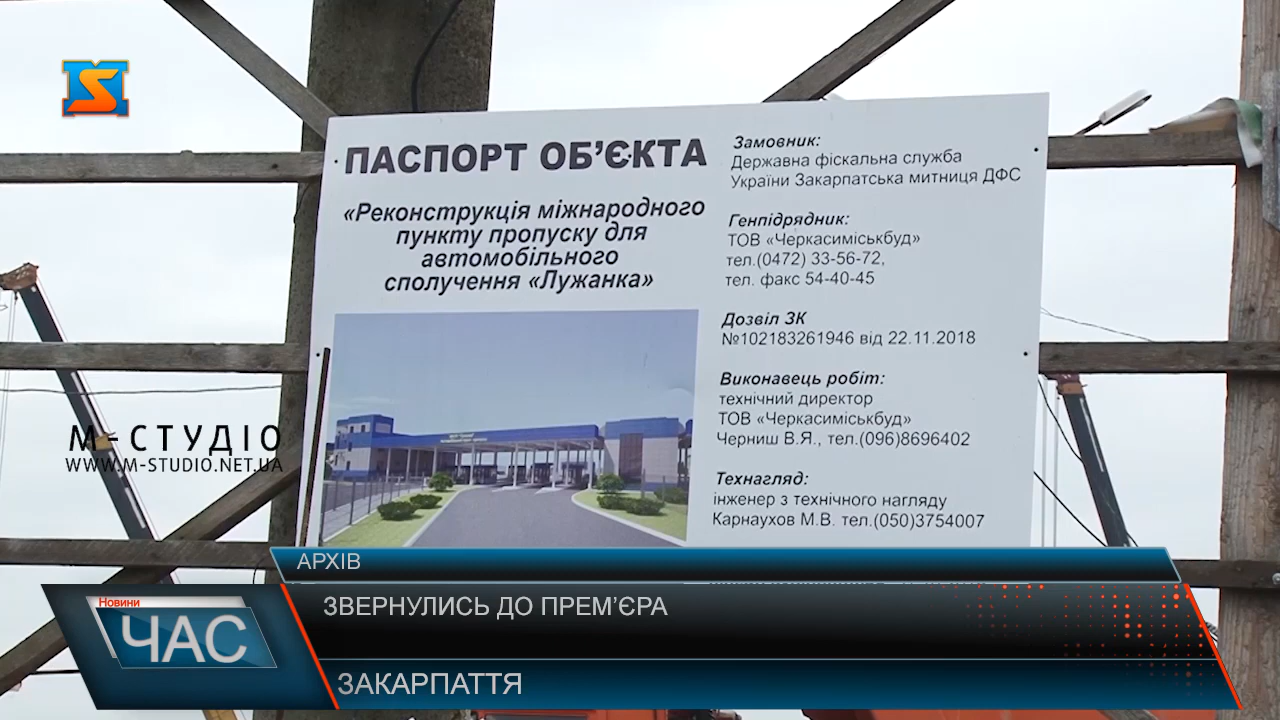 ПАСПОРТ ОБ’ЄКТА
«Реконструкція міжнародного
пункту пропуску для
автомобільного
сполучення «Лужанка»
Замовник:
Державна фіскальна служба
України Закарпатська митниця ДФС
Генпідрядник:
ТОВ «Черкасиміськбуд»
тел.(0472) 33-56-72,
тел. факс 54-40-45
Дозвіл ЗК
№102183261946 від 22.11.2018
Виконавець робіт:
технічний директор
ТОВ «Черкасиміськбуд»
Черниш В.Я., тел.(096)8696402
Технагляд:
інженер з технічного нагляду
Карнаухов М.В. тел.(050)3754007
М-СТУДІО
WWW.M-STUDIO.NET.UA
АРХІВ
Новини
ЧАС
ЗВЕРНУЛИСЬ ДО ПРЕМ’ЄРА
ЗАКАРПАТТЯ